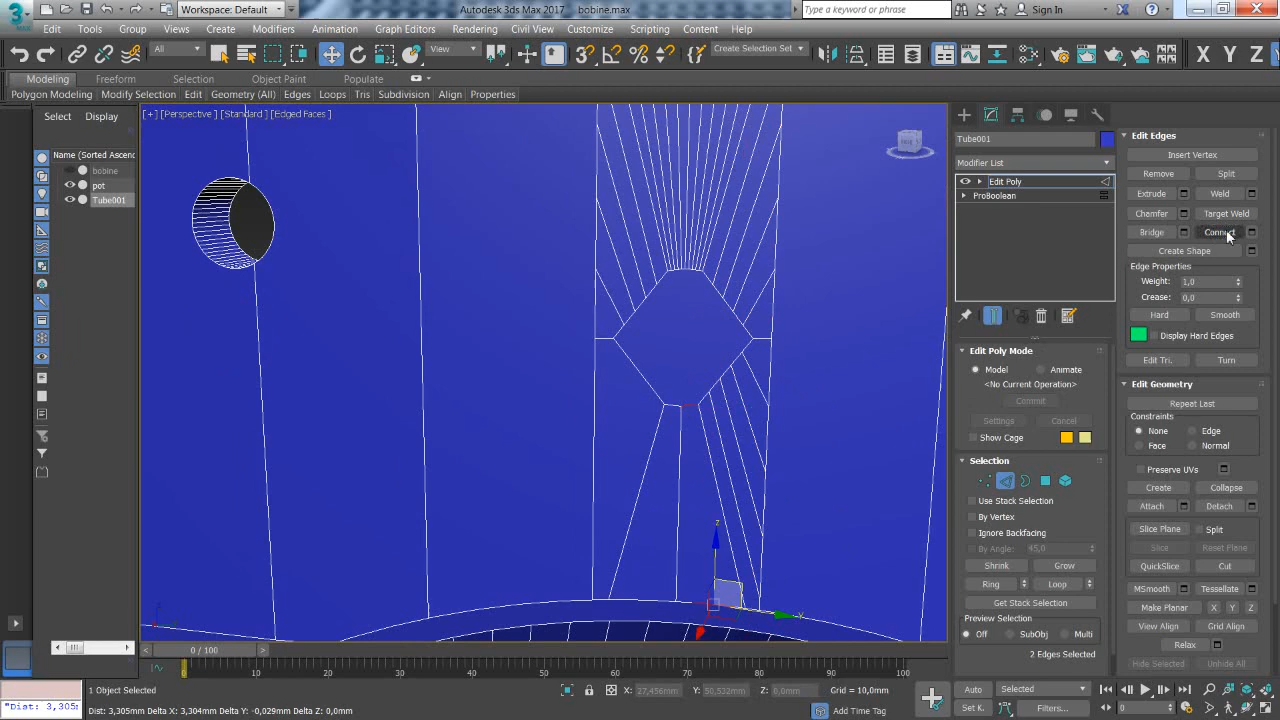 3
MAX
Workspace: Default
Autodesk 3ds Max 2017
bobine.max
Type a keyword or phrase
Sign In
Edit Tools Group Views Create Modifiers Animation Graph Editors Rendering Civil View Customize Scripting Content Help
All
View
Create Selection Set
X Y Z
Modeling Freeform Selection Object Paint Populate
Polygon Modeling Modify Selection Edit Geometry (All) Edges Loops Tris Subdivision Align Properties
Select Display
Name (Sorted Ascen
bobine
pot
Tube001
[+] [Perspective] [Standard] [Edged Faces]
z
y
Tube001
Modifier List
Edit Poly
ProBoolean
Edit Poly Mode
Model Animate
<No Current Operation>
Commit
Settings Cancel
Show Cage
Selection
Use Stack Selection
By Vertex
Ignore Backfacing
By Angle: 45,0
Shrink Grow
Ring Loop
Get Stack Selection
Preview Selection
Off SubObj Multi
2 Edges Selected
Edit Edges
Insert Vertex
Remove Split
Extrude Weld
Chamfer Target Weld
Bridge Connect
Create Shape
Edge Properties
Weight: 1,0
Crease: 0,0
Hard Smooth
Display Hard Edges
Edit Tri. Turn
Edit Geometry
Repeat Last
Constraints
None Edge
Face Normal
Preserve UVs
Create Collapse
Attach Detach
Slice Plane Split
Slice Reset Plane
QuickSlice Cut
MSmooth Tessellate
Make Planar X Y Z
View Align Grid Align
Relax
Hide Selected Unhide All
0 / 100
0 10 20 30 40 50 60 70 80 90 100
1 Object Selected
X: 27,456mm Y: 50,532mm Z: 0,0mm Grid = 10,0mm
Auto Selected
"Dist: 3,305m
Dist: 3,305mm Delta X: 3,304mm Delta Y: -0,029mm Delta Z: 0,0mm
Add Time Tag
Set K. Filters...
0